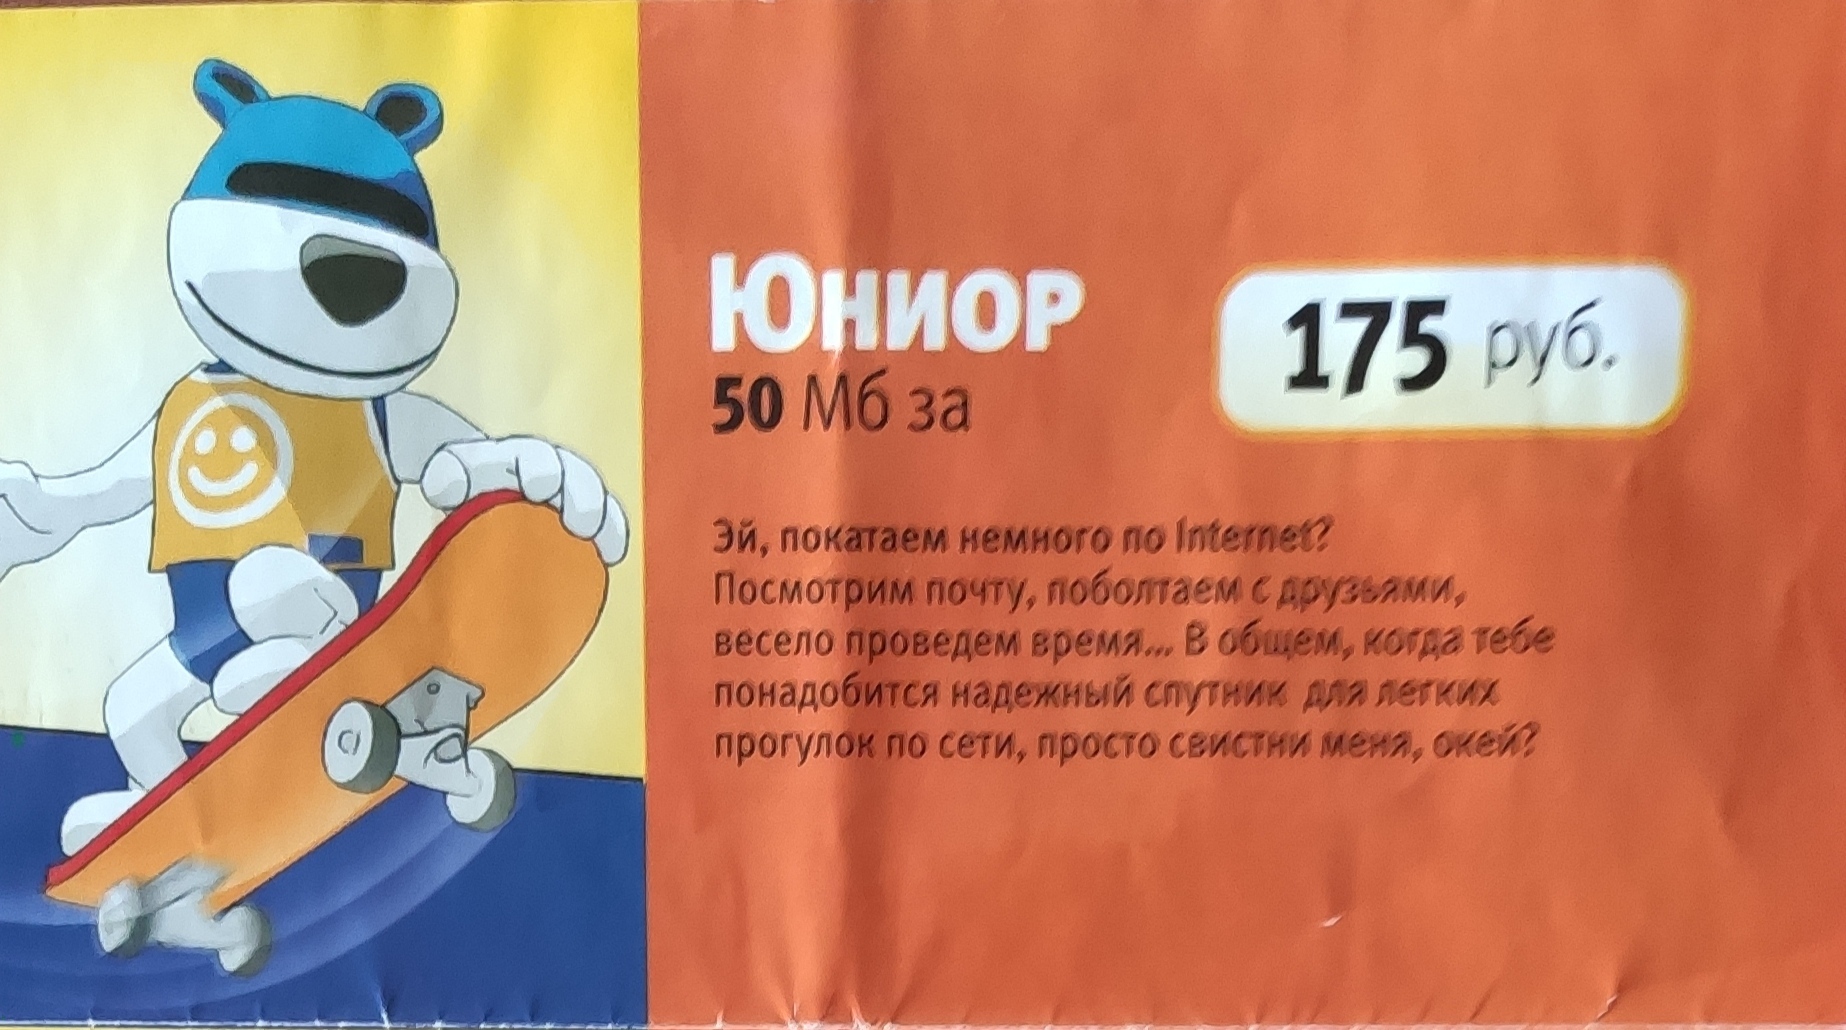 Юниор
50 Мб за
175 руб.
Эй, покатаем немного по Internet?
Посмотрим почту, поболтаем с друзьями,
весело проведем время... В общем, когда тебе
понадобится надежный спутник для легких
прогулок по сети, просто свистни меня, окей?